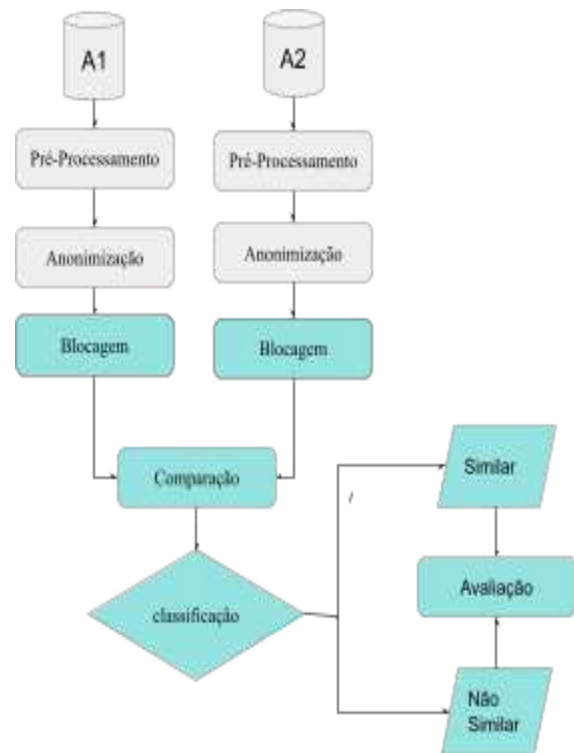 A1
A2
Pré-Processamento
Pré-Processamento
Anonimização
Anonimização
Blocagem
Blocagem
Comparação
Similar
/
classificação
Avaliação
Não
Similar